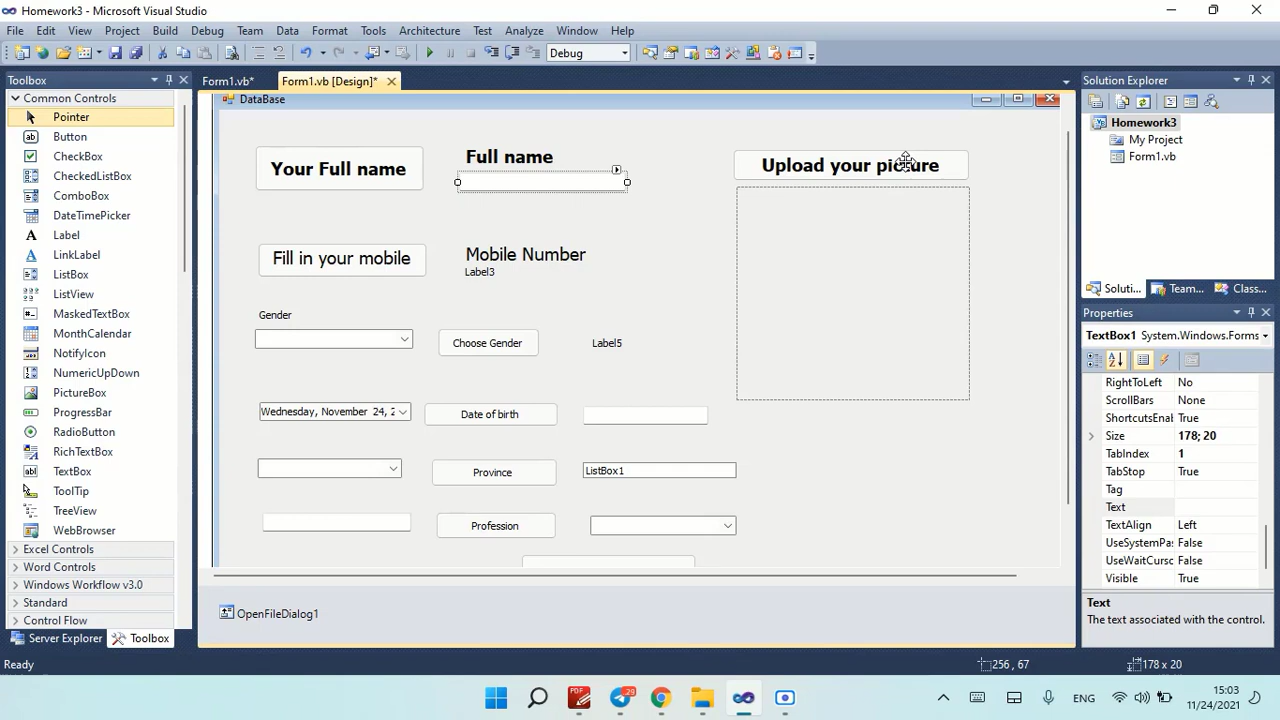 Homework3 - Microsoft Visual Studio
File Edit View Project Build Debug Team Data Format Tools Architecture Test Analyze Window Help
Debug
Toolbox
Common Controls
Pointer
Button
CheckBox
CheckedListBox
ComboBox
DateTimePicker
A Label
LinkLabel
ListBox
ListView
MaskedTextBox
MonthCalendar
NotifyIcon
NumericUpDown
PictureBox
ProgressBar
RadioButton
RichTextBox
TextBox
ToolTip
TreeView
WebBrowser
Excel Controls
Word Controls
Windows Workflow v3.0
Standard
Control Flow
Server Explorer Toolbox
Form1.vb* Form1.vb [Design]*
DataBase
Your Full name
Full name
Upload your picture
Fill in your mobile
Mobile Number
Label3
Gender
Choose Gender
Label5
Wednesday, November 24, 2
Date of birth
Province
ListBox1
Profession
OpenFileDialog1
Solution Explorer
Homework3
My Project
Form1.vb
Soluti... Team... Class...
Properties
TextBox1 System.Windows.Forms
RightToLeft No
ScrollBars None
ShortcutsEnab True
Size 178; 20
TabIndex 1
TabStop True
Tag
Text
TextAlign Left
UseSystemPas False
UseWaitCurso False
Visible True
Text
The text associated with the control.
Ready
256 , 67
178 x 20
PDF
29
ENG
15:03
11/24/2021